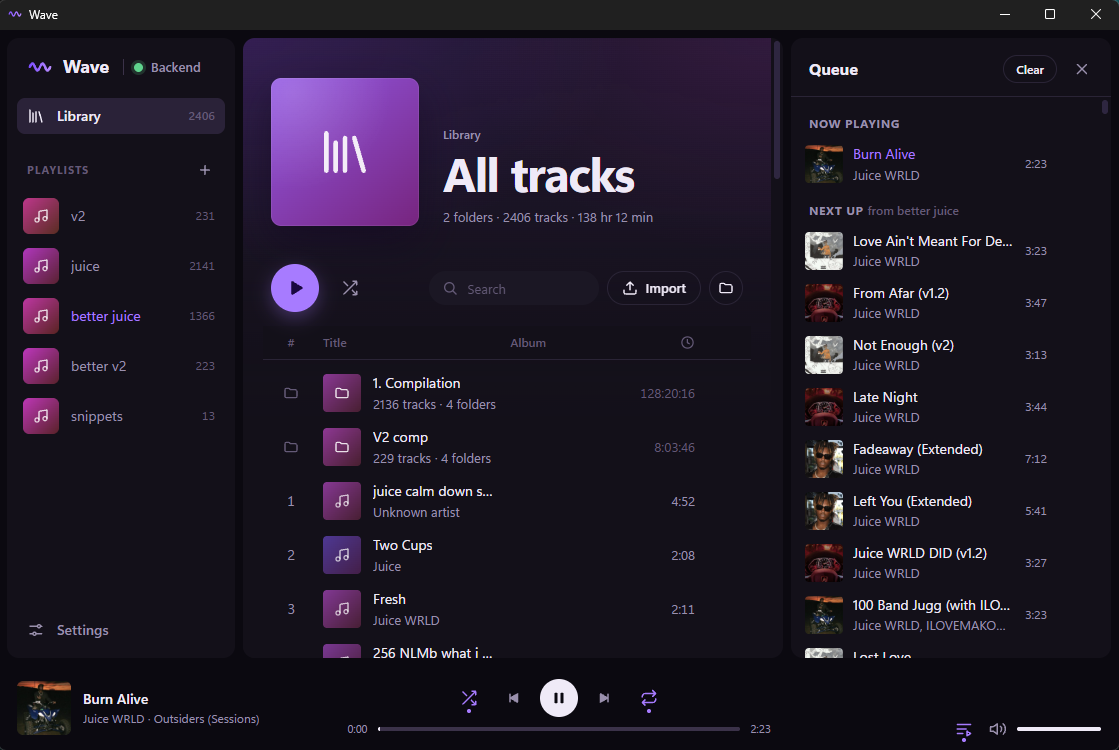 Wave
Wave
Backend
Library
2406
PLAYLISTS
v2
231
juice
2141
better juice
1366
better v2
223
snippets
13
Settings
Library
All tracks
2 folders · 2406 tracks · 138 hr 12 min
Search
Import
# Title Album
1. Compilation
2136 tracks · 4 folders
128:20:16
V2 comp
229 tracks · 4 folders
8:03:46
1
juice calm down s...
Unknown artist
4:52
2
Two Cups
Juice
2:08
3
Fresh
Juice WRLD
2:11
256 NLMb what i ...
Queue
Clear
NOW PLAYING
Burn Alive
Juice WRLD
2:23
NEXT UP from better juice
Love Ain't Meant For De...
Juice WRLD
3:23
From Afar (v1.2)
Juice WRLD
3:47
Not Enough (v2)
Juice WRLD
3:13
Late Night
Juice WRLD
3:44
Fadeaway (Extended)
Juice WRLD
7:12
Left You (Extended)
Juice WRLD
5:41
Juice WRLD DID (v1.2)
Juice WRLD
3:27
100 Band Jugg (with ILO...
Juice WRLD, ILOVEMAKO...
3:23
Lost Love
Burn Alive
Juice WRLD · Outsiders (Sessions)
0:00
2:23